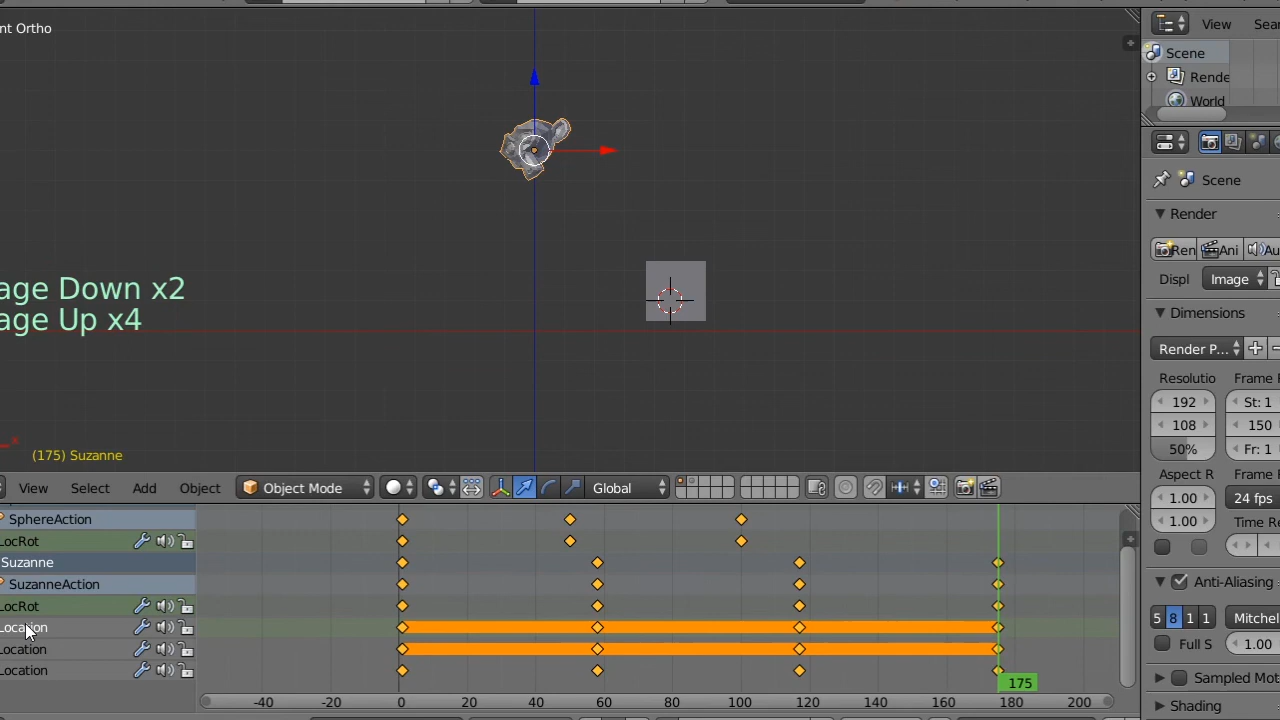 nt Ortho
View
Sear
Scene
Rende
World
Scene
Render
Ren
Ani
Au
Displ
Image
Dimensions
Render P...
Resolutio
Frame R
192
St: 1
108
150
50%
Fr: 1
Aspect R
Frame R
1.00
24 fps
1.00
Time Re
Anti-Aliasing
5 8 1 1
Mitchel
Full S
1.00
Sampled Mot
Shading
age Down x2
age Up x4
x
(175) Suzanne
View
Select
Add
Object
Object Mode
Global
SphereAction
LocRot
Suzanne
SuzanneAction
LocRot
Location
Location
Location
175
-40 -20 0 20 40 60 80 100 120 140 160 180 200